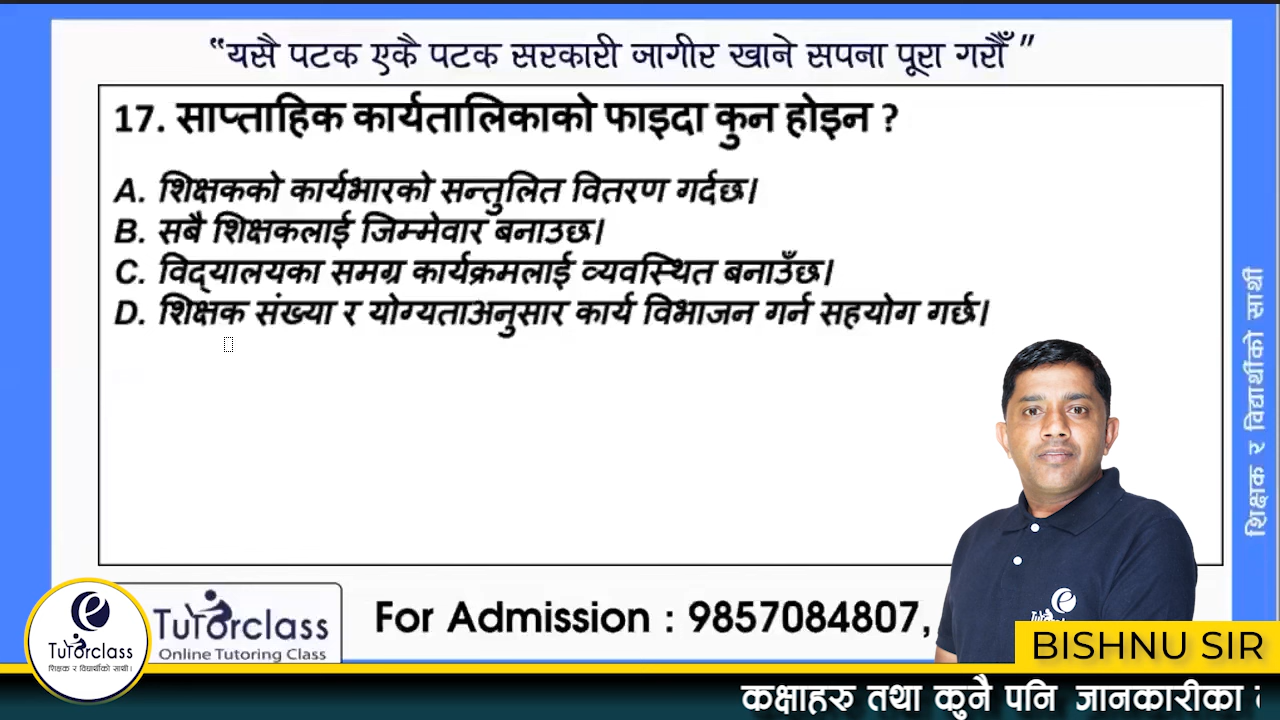 “यसै पटक एकै पटक सरकारी जागीर खाने सपना पूरा गरौँ”
17. साप्ताहिक कार्यतालिकाको फाइदा कुन होइन ?
A. शिक्षकको कार्यभारको सन्तुलित वितरण गर्दछ।
B. सबै शिक्षकलाई जिम्मेवार बनाउछ।
C. विद्‌यालयका समग्र कार्यक्रमलाई व्यवस्थित बनाउँछ।
D. शिक्षक संख्या र योग्यताअनुसार कार्य विभाजन गर्न सहयोग गर्छ।
शिक्षक र विद्यार्थीको साथी
Tutorclass
शिक्षक र विद्यार्थीको साथी।
Tutorclass
Online Tutoring Class
For Admission : 9857084807,
BISHNU SIR
कक्षाहरु तथा कुनै पनि जानकारीका